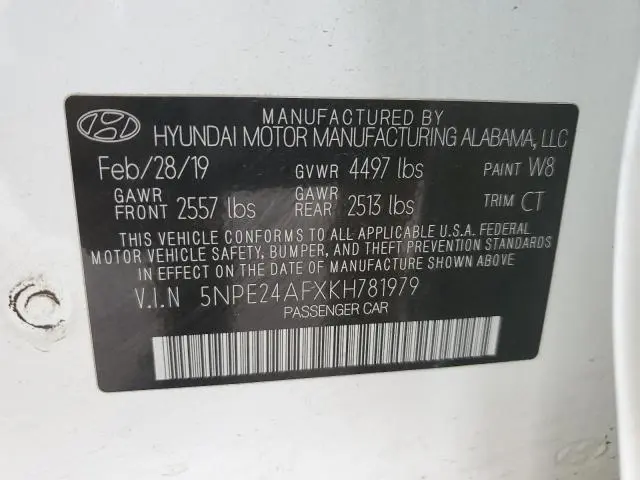 MANUFACTURED BY
HYUNDAI MOTOR MANUFACTURING ALABAMA, LLC
Feb/28/19 GVWR 4497 lbs PAINT W8
GAWR FRONT 2557 lbs GAWR REAR 2513 lbs TRIM CT
THIS VEHICLE CONFORMS TO ALL APPLICABLE U.S.A. FEDERAL
MOTOR VEHICLE SAFETY, BUMPER, AND THEFT PREVENTION STANDARDS
IN EFFECT ON THE DATE OF MANUFACTURE SHOWN ABOVE.
V.I.N 5NPE24AFXKH781979
PASSENGER CAR